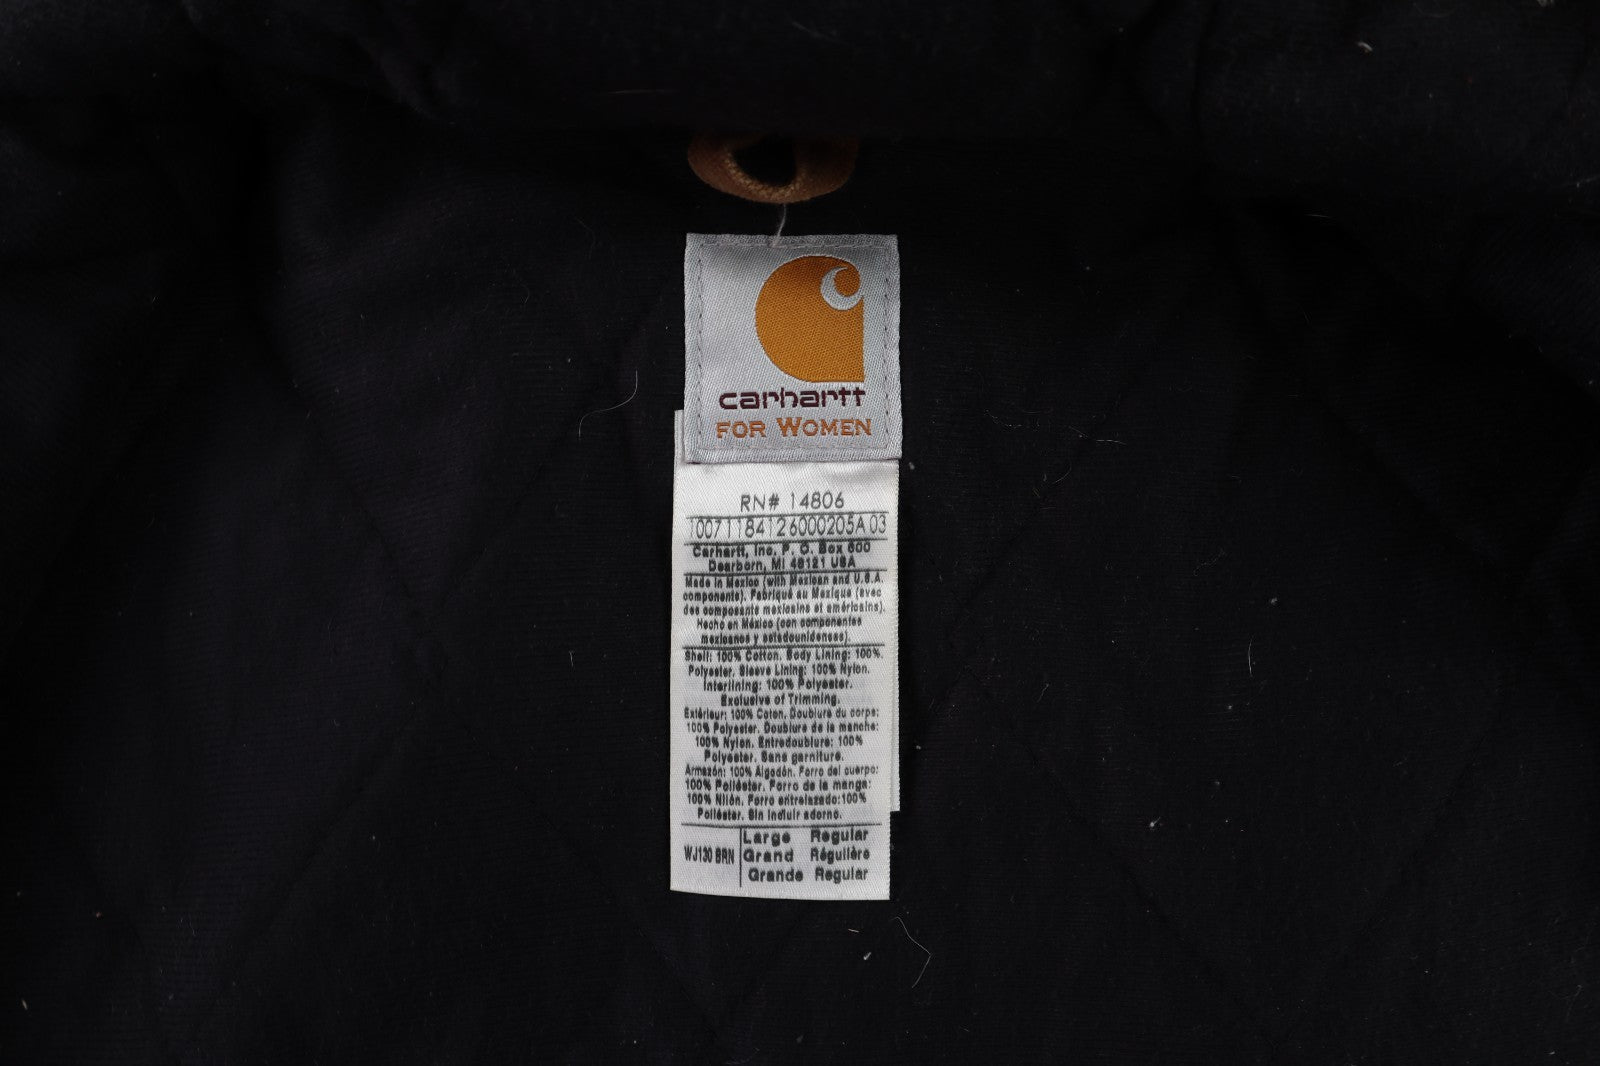 carhartt
FOR WOMEN
RN# 14806
100711841 26000205A 03
Carhartt, Inc. P. O. Box 600
Dearborn, MI 48121 USA
Made in Mexico (with Mexican and U.S.A.
components). Fabriqué au Mexique (avec
des composants mexicains et américains).
Hecho en México (con componentes
mexicanos y estadounidenses).
Shell: 100% Cotton. Body Lining: 100%
Polyester. Sleeve Lining: 100% Nylon.
Interlining: 100% Polyester.
Exclusive of Trimming.
Extérieur: 100% Coton. Doublure du corps:
100% Polyester. Doublure de la manche:
100% Nylon. Entredoublure: 100%
Polyester. Sans garniture.
Armazón: 100% Algodón. Forro del cuerpo:
100% Poliéster. Forro de la manga:
100% Nilón. Forro entrelazado:100%
Poliéster. Sin incluir adorno.
Large Regular
WJ130 BRN Grand Régulière
Grande Regular